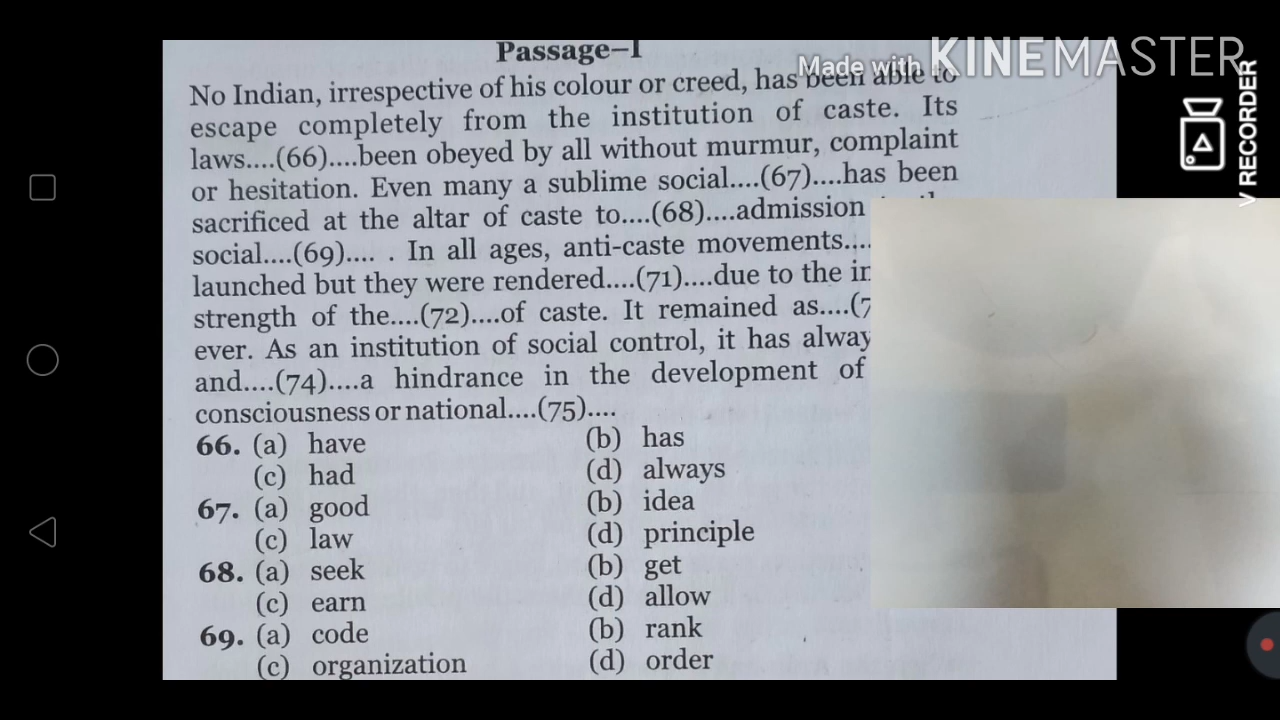 Passage–I
Made with KINEMASTER
No Indian, irrespective of his colour or creed, has been able to
escape completely from the institution of caste. Its
laws....(66)....been obeyed by all without murmur, complaint
or hesitation. Even many a sublime social....(67)....has been
sacrificed at the altar of caste to....(68)....admission
social....(69).... . In all ages, anti-caste movements....
launched but they were rendered....(71)....due to the
strength of the....(72)....of caste. It remained as....
ever. As an institution of social control, it has
and....(74)....a hindrance in the development of
consciousness or national....(75)....
66. (a) have (b) has
(c) had (d) always
67. (a) good (b) idea
(c) law (d) principle
68. (a) seek (b) get
(c) earn (d) allow
69. (a) code (b) rank
(c) organization (d) order
V RECORDER